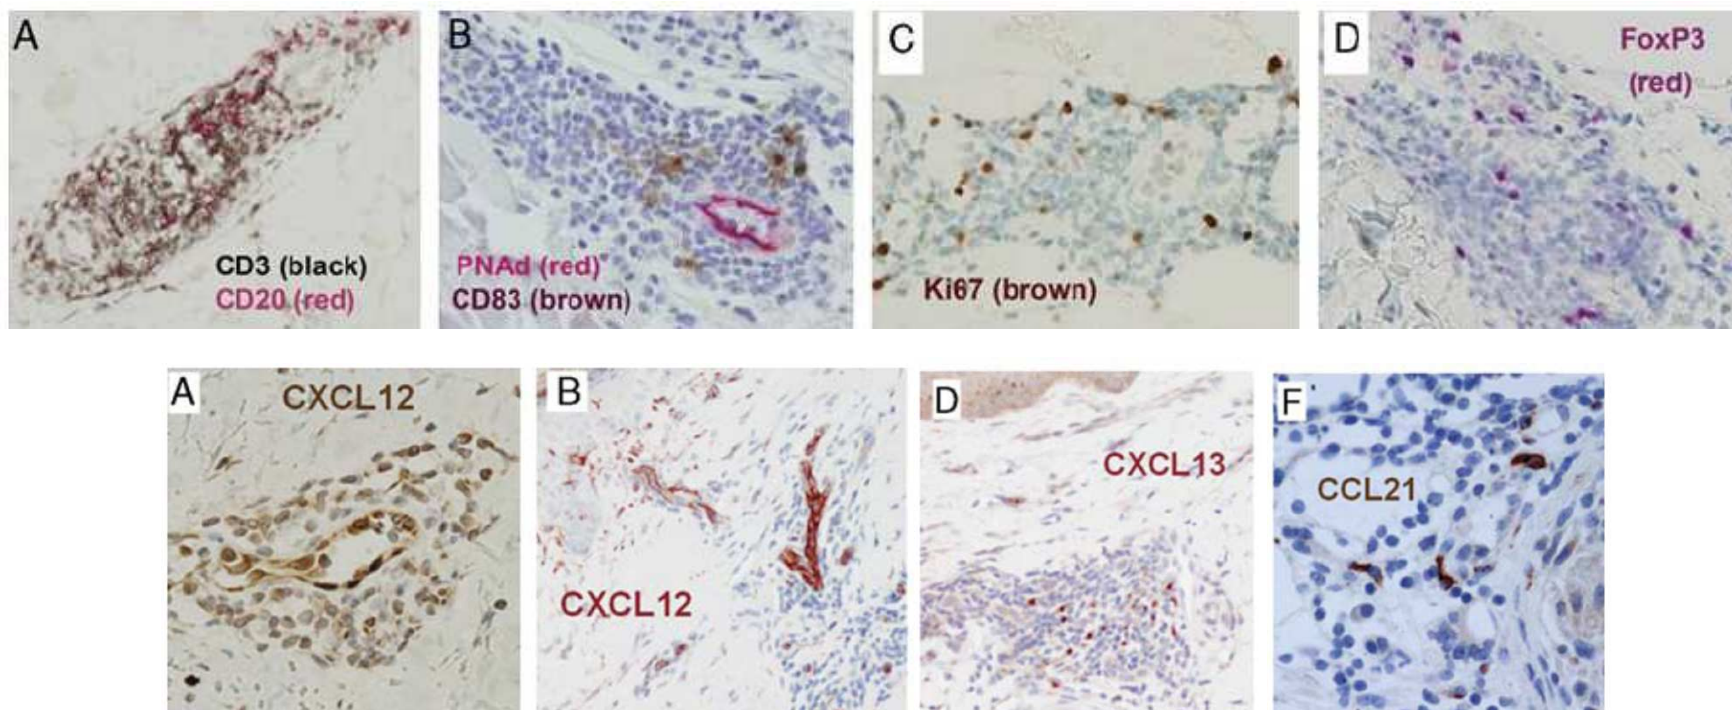 A
CD3 (black)
CD20 (red)
B
PNAd (red)
CD83 (brown)
C
Ki67 (brown)
D
FoxP3
(red)
A
CXCL12
B
CXCL12
D
CXCL13
F
CCL21